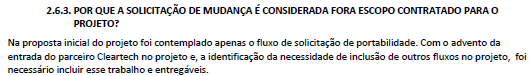 2.6.3. POR QUE A SOLICITAÇÃO DE MUDANÇA É CONSIDERADA FORA ESCOPO CONTRATADO PARA O
PROJETO?
Na proposta inicial do projeto foi contemplado apenas o fluxo de solicitação de portabilidade. Com o advento da
entrada do parceiro Cleartech no projeto e, a identificação da necessidade de inclusão de outros fluxos no projeto, foi
necessário incluir esse trabalho e entregáveis.